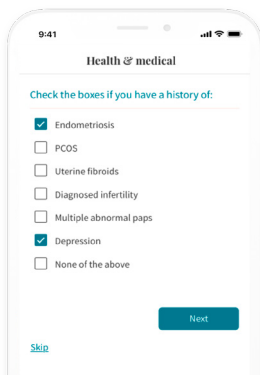 9:41
Health & medical
Check the boxes if you have a history of:
Endometriosis
PCOS
Uterine fibroids
Diagnosed infertility
Multiple abnormal paps
Depression
None of the above
Next
Skip